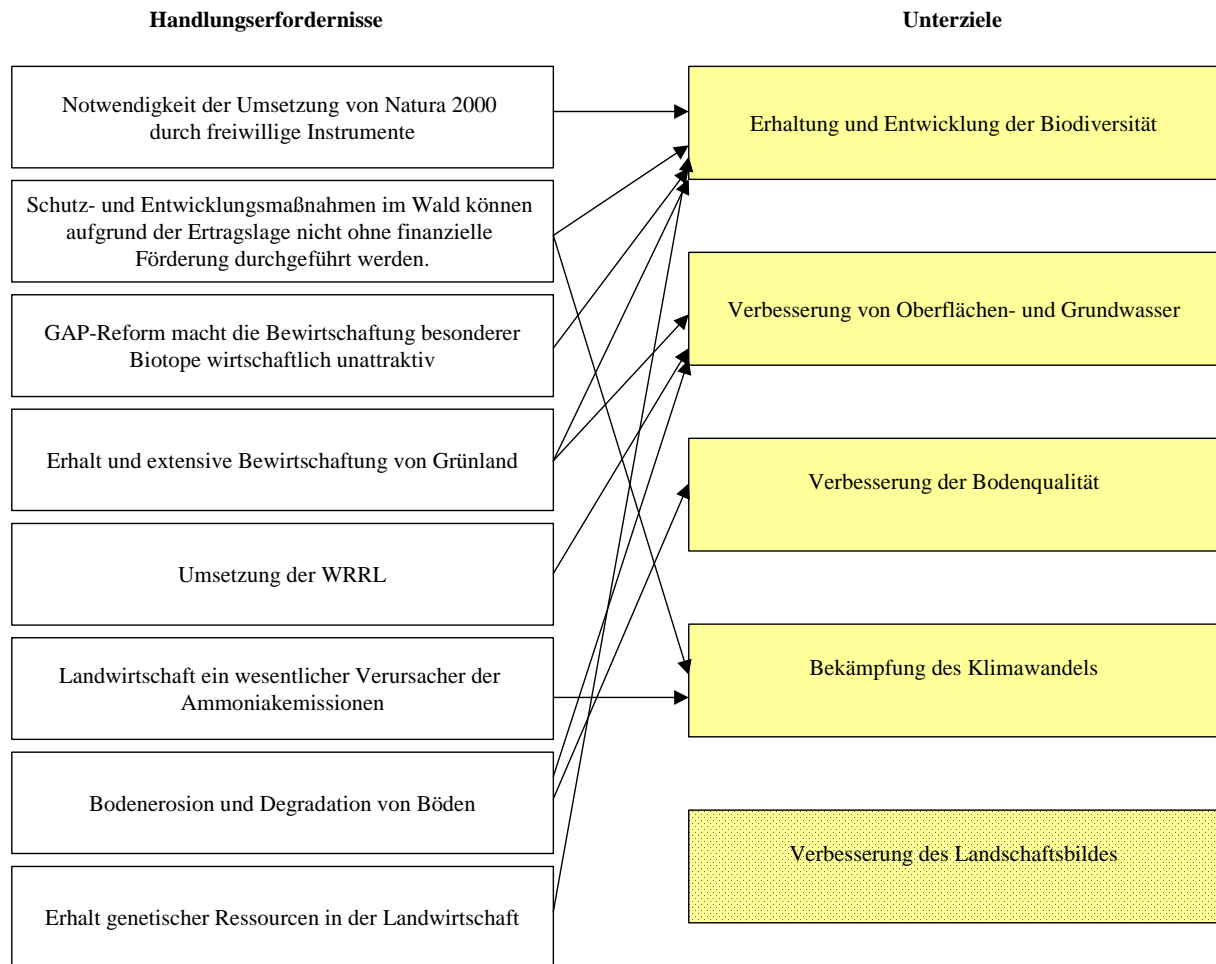 Handlungserfordernisse
Notwendigkeit der Umsetzung von Natura 2000
durch freiwillige Instrumente
Schutz- und Entwicklungsmaßnahmen im Wald können
aufgrund der Ertragslage nicht ohne finanzielle
Förderung durchgeführt werden.
GAP-Reform macht die Bewirtschaftung besonderer
Biotope wirtschaftlich unattraktiv
Erhalt und extensive Bewirtschaftung von Grünland
Umsetzung der WRRL
Landwirtschaft ein wesentlicher Verursacher der
Ammoniakemissionen
Bodenerosion und Degradation von Böden
Erhalt genetischer Ressourcen in der Landwirtschaft
Unterziele
Erhaltung und Entwicklung der Biodiversität
Verbesserung von Oberflächen- und Grundwasser
Verbesserung der Bodenqualität
Bekämpfung des Klimawandels
Verbesserung des Landschaftsbildes